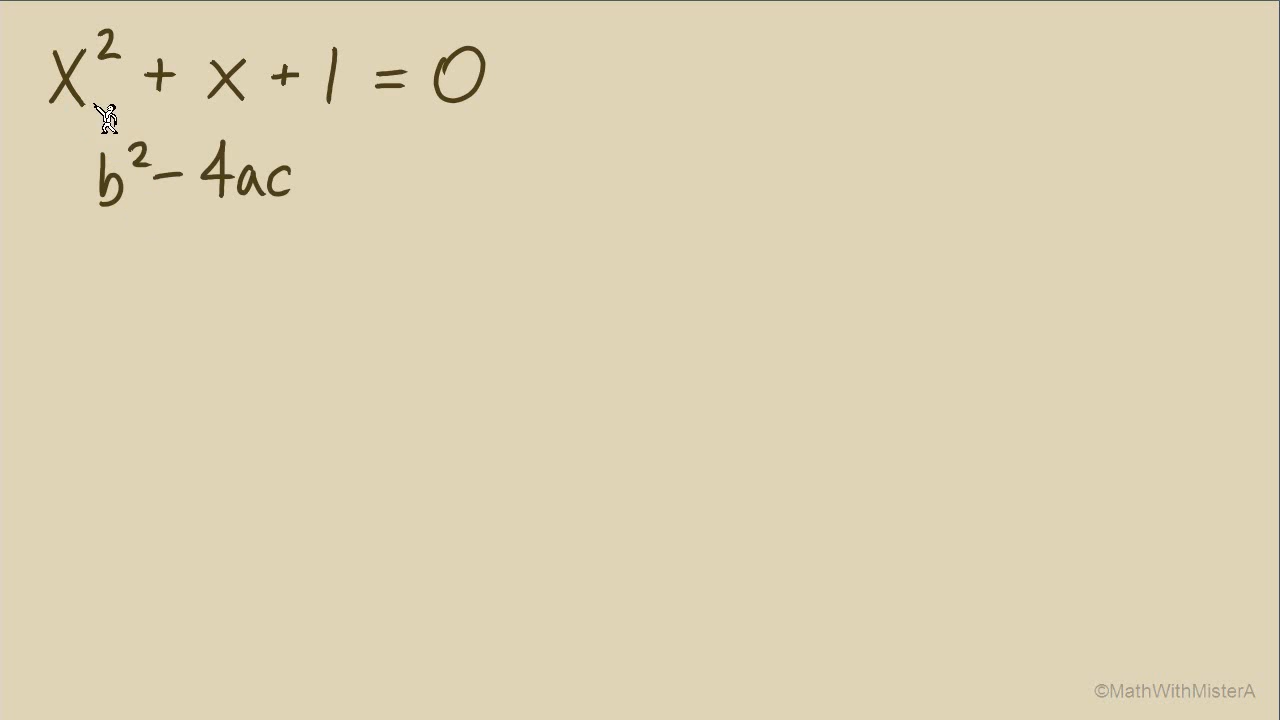 x² + x + 1 = 0
b² - 4ac
©MathWithMisterA